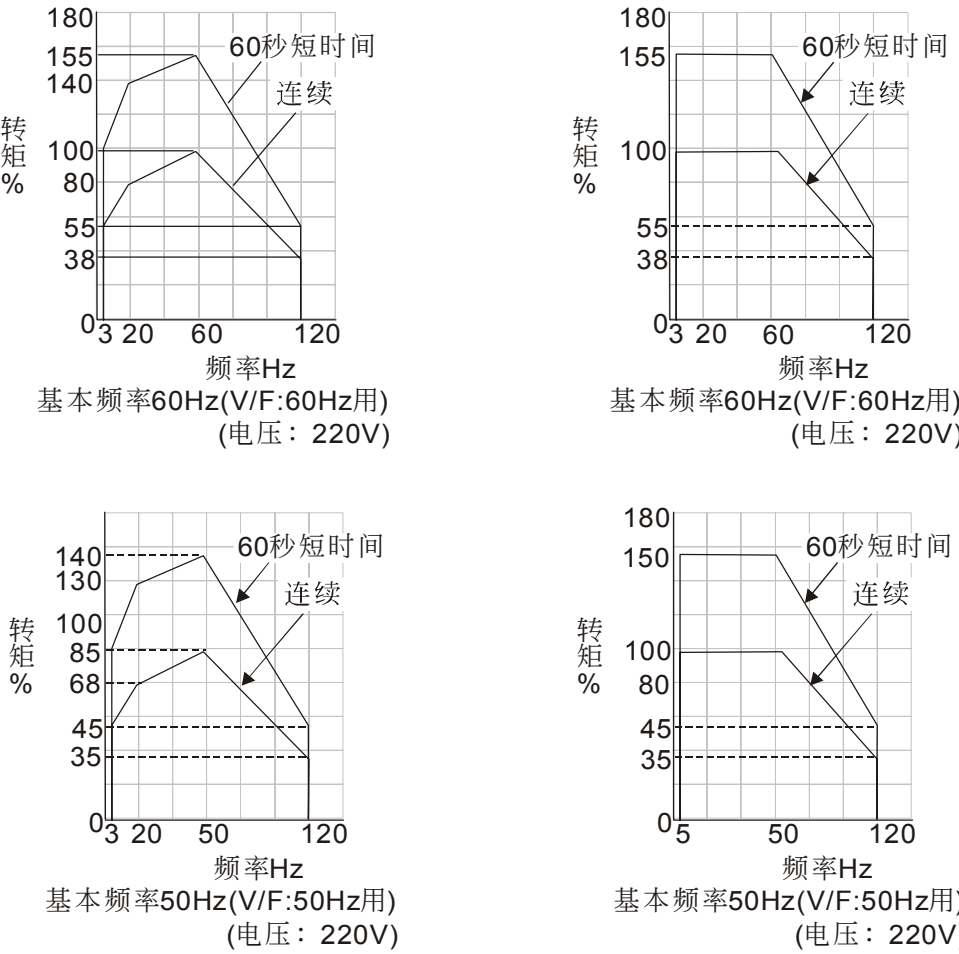 180
155
140
100
80
55
38
0
转矩%
60秒短时间
连续
3 20 60 120
频率Hz
基本频率60Hz(V/F:60Hz用)
(电压：220V)
180
155
100
55
38
0
转矩%
60秒短时间
连续
3 20 60 120
频率Hz
基本频率60Hz(V/F:60Hz用)
(电压：220V)
140
130
100
85
68
45
35
0
转矩%
60秒短时间
连续
3 20 50 120
频率Hz
基本频率50Hz(V/F:50Hz用)
(电压：220V)
180
150
100
80
45
35
0
转矩%
60秒短时间
连续
5 50 120
频率Hz
基本频率50Hz(V/F:50Hz用)
(电压：220V